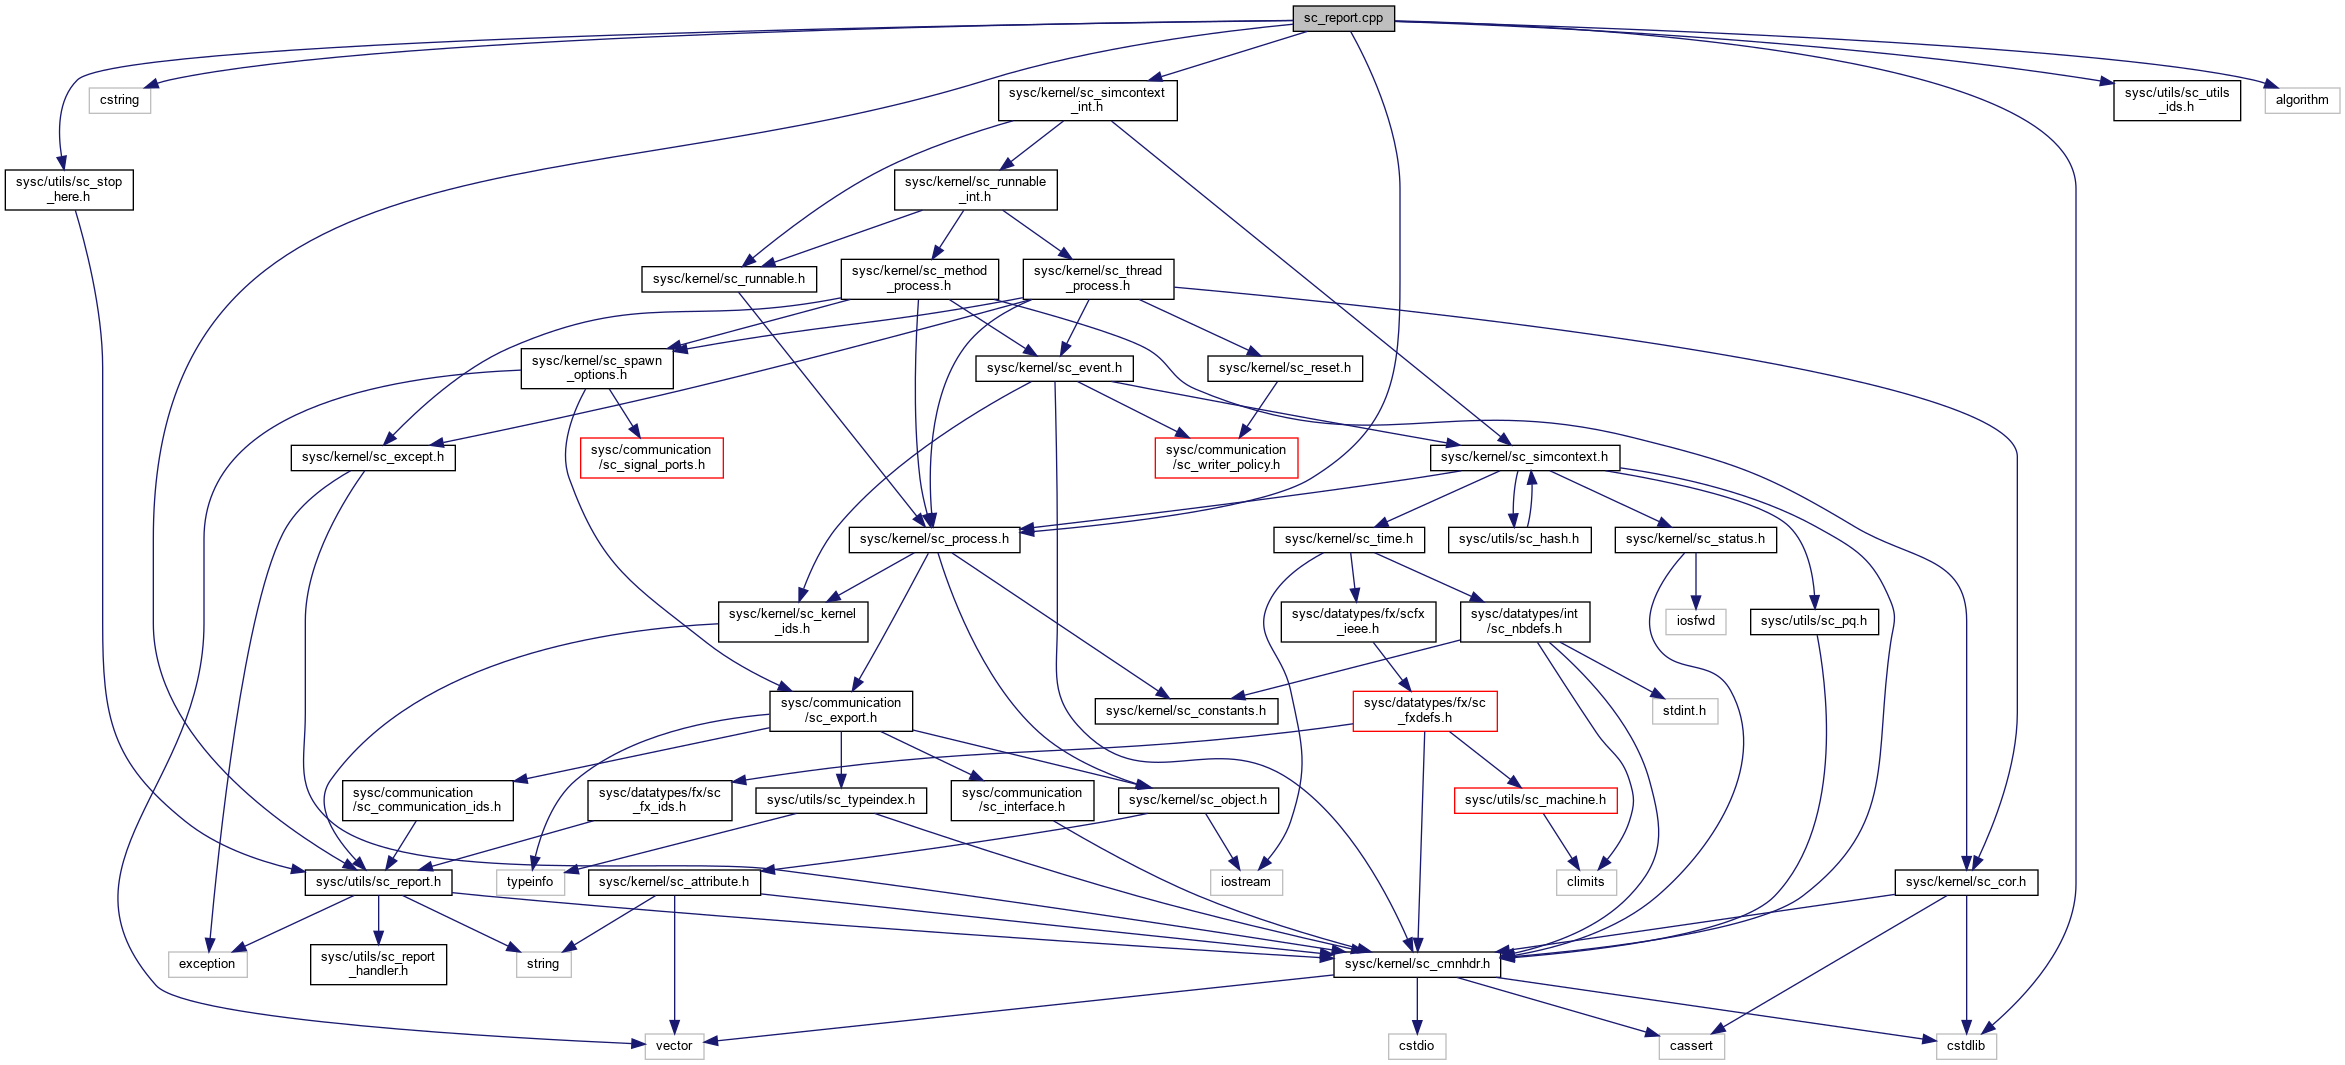 sc_report.cpp
cstring
sysc/kernel/sc_simcontext
_int.h
sysc/utils/sc_utils
_ids.h
algorithm
sysc/utils/sc_stop
_here.h
sysc/kernel/sc_runnable
_int.h
sysc/kernel/sc_runnable.h
sysc/kernel/sc_method
_process.h
sysc/kernel/sc_thread
_process.h
sysc/kernel/sc_spawn
_options.h
sysc/kernel/sc_event.h
sysc/kernel/sc_reset.h
sysc/kernel/sc_except.h
sysc/communication
/sc_signal_ports.h
sysc/communication
/sc_writer_policy.h
sysc/kernel/sc_simcontext.h
sysc/kernel/sc_process.h
sysc/kernel/sc_time.h
sysc/utils/sc_hash.h
sysc/kernel/sc_status.h
sysc/kernel/sc_kernel
_ids.h
sysc/datatypes/fx/scfx
_ieee.h
sysc/datatypes/int
/sc_nbdefs.h
iosfwd
sysc/utils/sc_pq.h
sysc/communication
/sc_export.h
sysc/kernel/sc_constants.h
sysc/datatypes/fx/sc
_fxdefs.h
stdint.h
sysc/communication
/sc_communication_ids.h
sysc/datatypes/fx/sc
_fx_ids.h
sysc/utils/sc_typeindex.h
sysc/communication
/sc_interface.h
sysc/kernel/sc_object.h
sysc/utils/sc_machine.h
sysc/utils/sc_report.h
typeinfo
sysc/kernel/sc_attribute.h
iostream
climits
sysc/kernel/sc_cor.h
exception
sysc/utils/sc_report
_handler.h
string
sysc/kernel/sc_cmnhdr.h
vector
cstdio
cassert
cstdlib